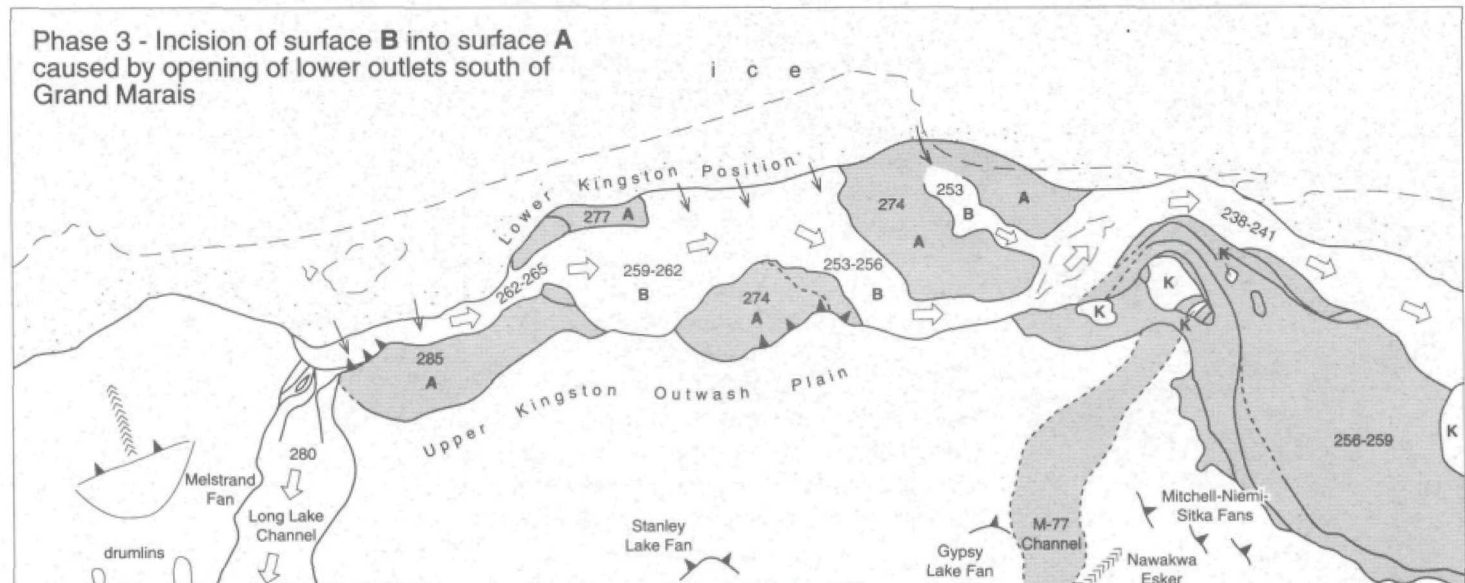 Phase 3 - Incision of surface B into surface A
caused by opening of lower outlets south of
Grand Marais
i c e
Lower Kingston Position
277 A
274
A
253
B
A
238-241
262-265
259-262
B
253-256
B
274
A
K
K
K
K
K
285
A
Upper Kingston Outwash Plain
256-259
280
Melstrand
Fan
Long Lake
Channel
drumlins
Stanley
Lake Fan
Gypsy
Lake Fan
M-77
Channel
Mitchell-Niemi-
Sitka Fans
Nawakwa
Esker